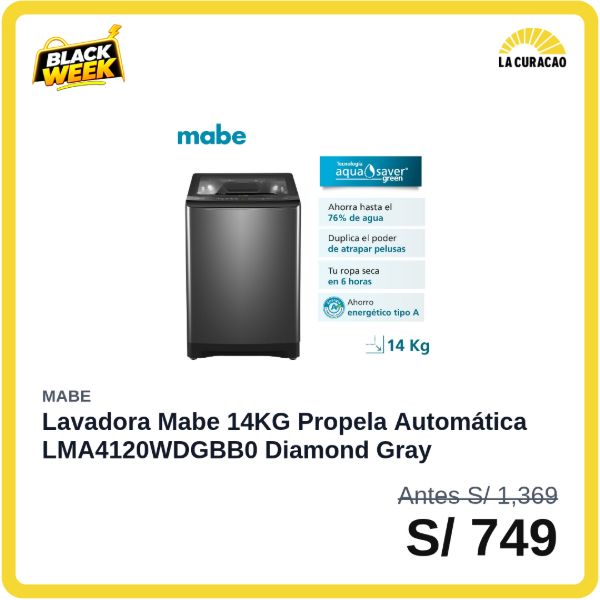 BLACK
WEEK
LA CURACAO
mabe
Tecnología
aqua saver®
green
Ahorra hasta el
76% de agua
Duplica el poder
de atrapar pelusas
Tu ropa seca
en 6 horas
Ahorro
energético tipo A
14 Kg
MABE
Lavadora Mabe 14KG Propela Automática
LMA4120WDGBB0 Diamond Gray
Antes S/ 1,369
S/ 749